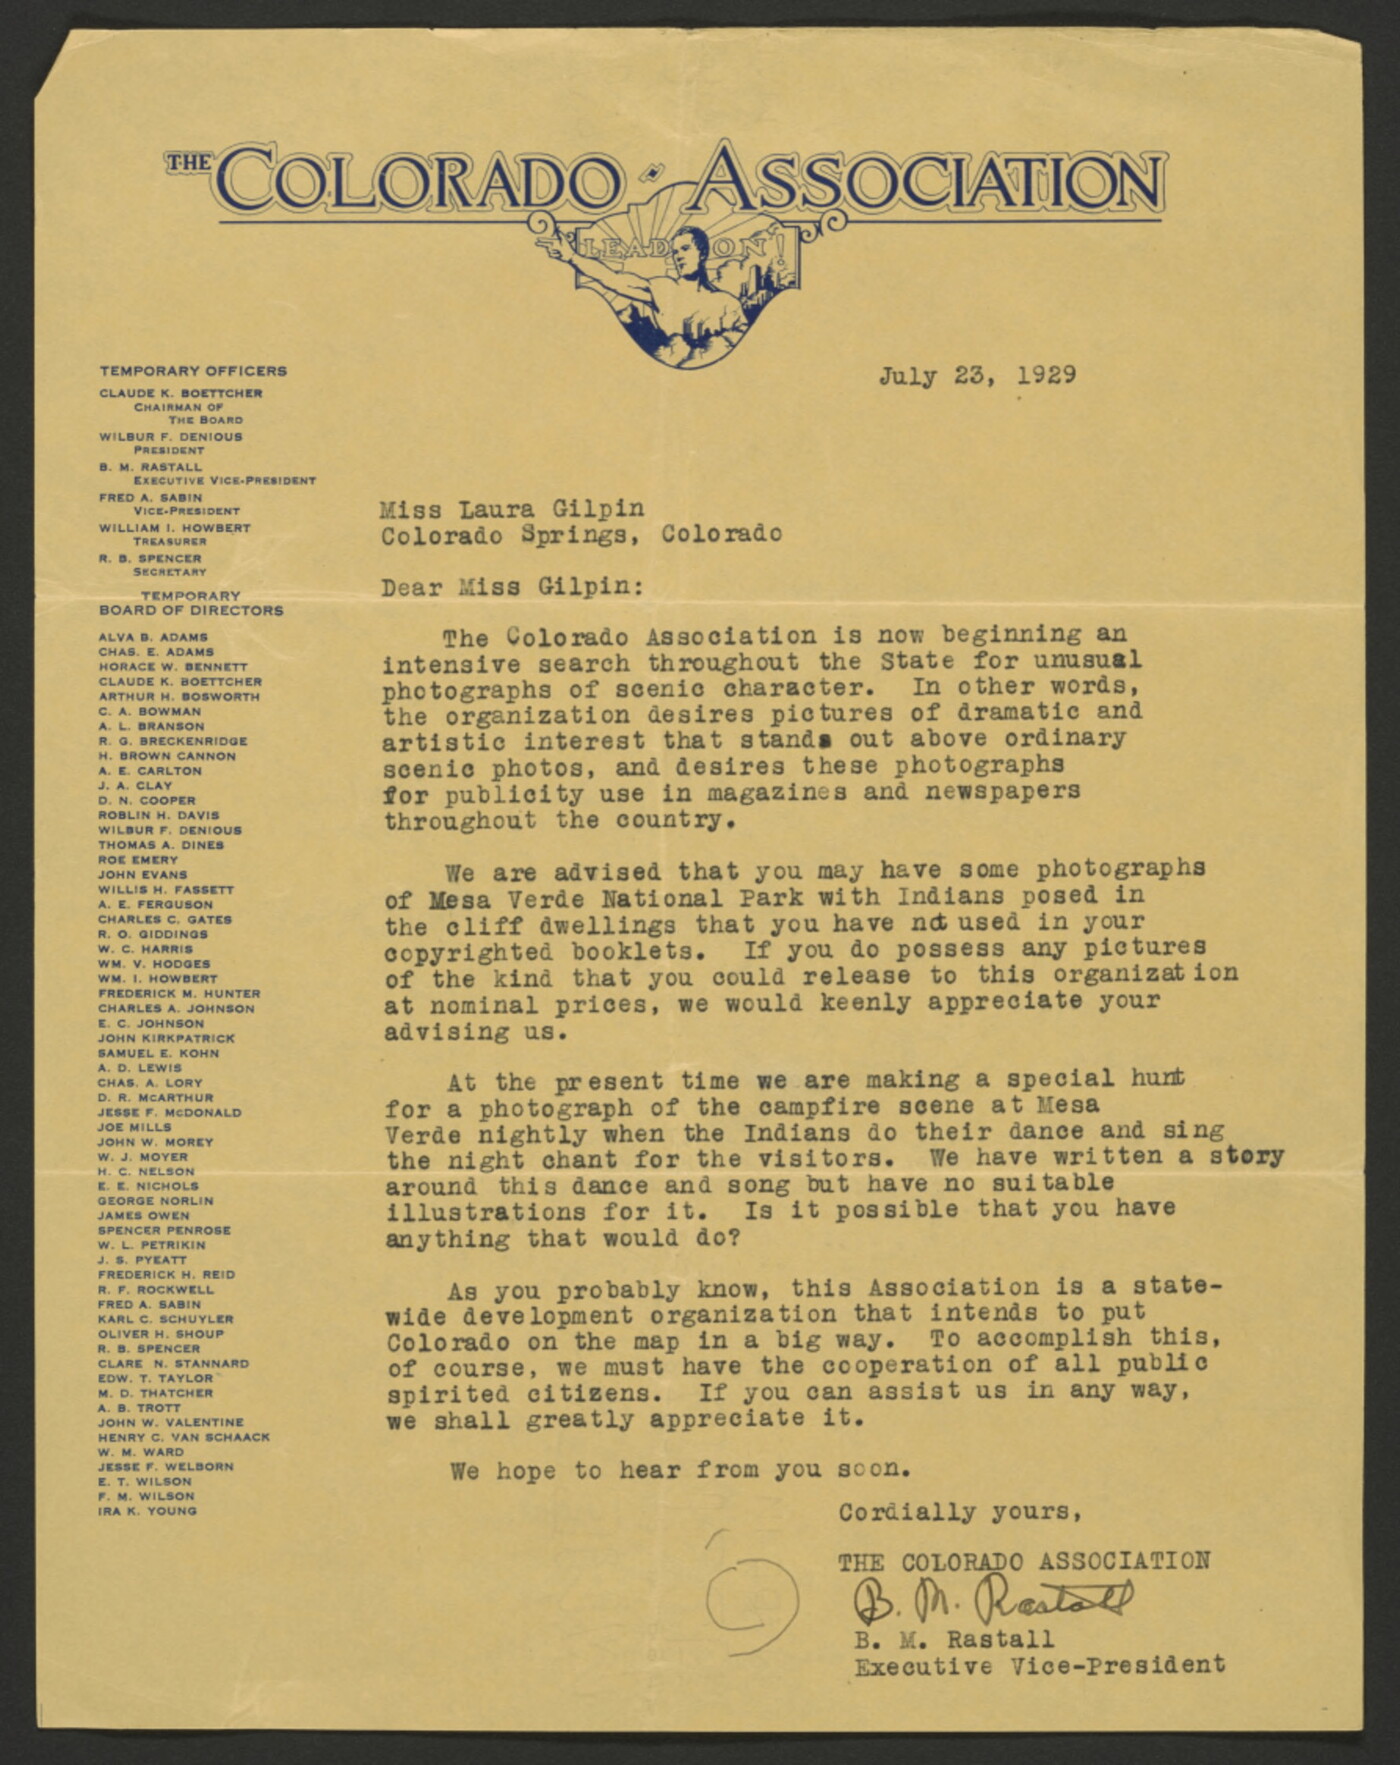 THE COLORADO ASSOCIATION
LEAD ON!
July 23, 1929
TEMPORARY OFFICERS
CLAUDE K. BOETTCHER
CHAIRMAN OF
THE BOARD
WILBUR F. DENIOUS
PRESIDENT
B. M. RASTALL
EXECUTIVE VICE-PRESIDENT
FRED A. SABIN
VICE-PRESIDENT
WILLIAM I. HOWBERT
TREASURER
R. B. SPENCER
SECRETARY
TEMPORARY
BOARD OF DIRECTORS
ALVA B. ADAMS
CHAS. E. ADAMS
HORACE W. BENNETT
CLAUDE K. BOETTCHER
ARTHUR H. BOSWORTH
C. A. BOWMAN
A. L. BRANSON
R. G. BRECKENRIDGE
H. BROWN CANNON
A. E. CARLTON
J. A. CLAY
D. N. COOPER
ROBLIN H. DAVIS
WILBUR F. DENIOUS
THOMAS A. DINES
ROE EMERY
JOHN EVANS
WILLIS H. FASSETT
A. E. FERGUSON
CHARLES C. GATES
R. O. GIDDINGS
W. C. HARRIS
WM. V. HODGES
WM. I. HOWBERT
FREDERICK M. HUNTER
CHARLES A. JOHNSON
E. C. JOHNSON
JOHN KIRKPATRICK
SAMUEL E. KOHN
A. D. LEWIS
CHAS. A. LORY
D. R. McARTHUR
JESSE F. McDONALD
JOE MILLS
JOHN W. MOREY
W. J. MOYER
H. C. NELSON
E. E. NICHOLS
GEORGE NORLIN
JAMES OWEN
SPENCER PENROSE
W. L. PETRIKIN
J. S. PYEATT
FREDERICK H. REID
R. F. ROCKWELL
FRED A. SABIN
KARL C. SCHUYLER
OLIVER H. SHOUP
R. B. SPENCER
CLARE N. STANNARD
EDW. T. TAYLOR
M. D. THATCHER
A. B. TROTT
JOHN W. VALENTINE
HENRY C. VAN SCHAACK
W. M. WARD
JESSE F. WELBORN
E. T. WILSON
F. M. WILSON
IRA K. YOUNG
Miss Laura Gilpin
Colorado Springs, Colorado
Dear Miss Gilpin:
The Colorado Association is now beginning an
intensive search throughout the State for unusual
photographs of scenic character. In other words,
the organization desires pictures of dramatic and
artistic interest that stands out above ordinary
scenic photos, and desires these photographs
for publicity use in magazines and newspapers
throughout the country.
We are advised that you may have some photographs
of Mesa Verde National Park with Indians posed in
the cliff dwellings that you have not used in your
copyrighted booklets. If you do possess any pictures
of the kind that you could release to this organization
at nominal prices, we would keenly appreciate your
advising us.
At the present time we are making a special hunt
for a photograph of the campfire scene at Mesa
Verde nightly when the Indians do their dance and sing
the night chant for the visitors. We have written a story
around this dance and song but have no suitable
illustrations for it. Is it possible that you have
anything that would do?
As you probably know, this Association is a state-
wide development organization that intends to put
Colorado on the map in a big way. To accomplish this,
of course, we must have the cooperation of all public
spirited citizens. If you can assist us in any way,
we shall greatly appreciate it.
We hope to hear from you soon.
Cordially yours,
THE COLORADO ASSOCIATION
B. M. Rastall
B. M. Rastall
Executive Vice-President